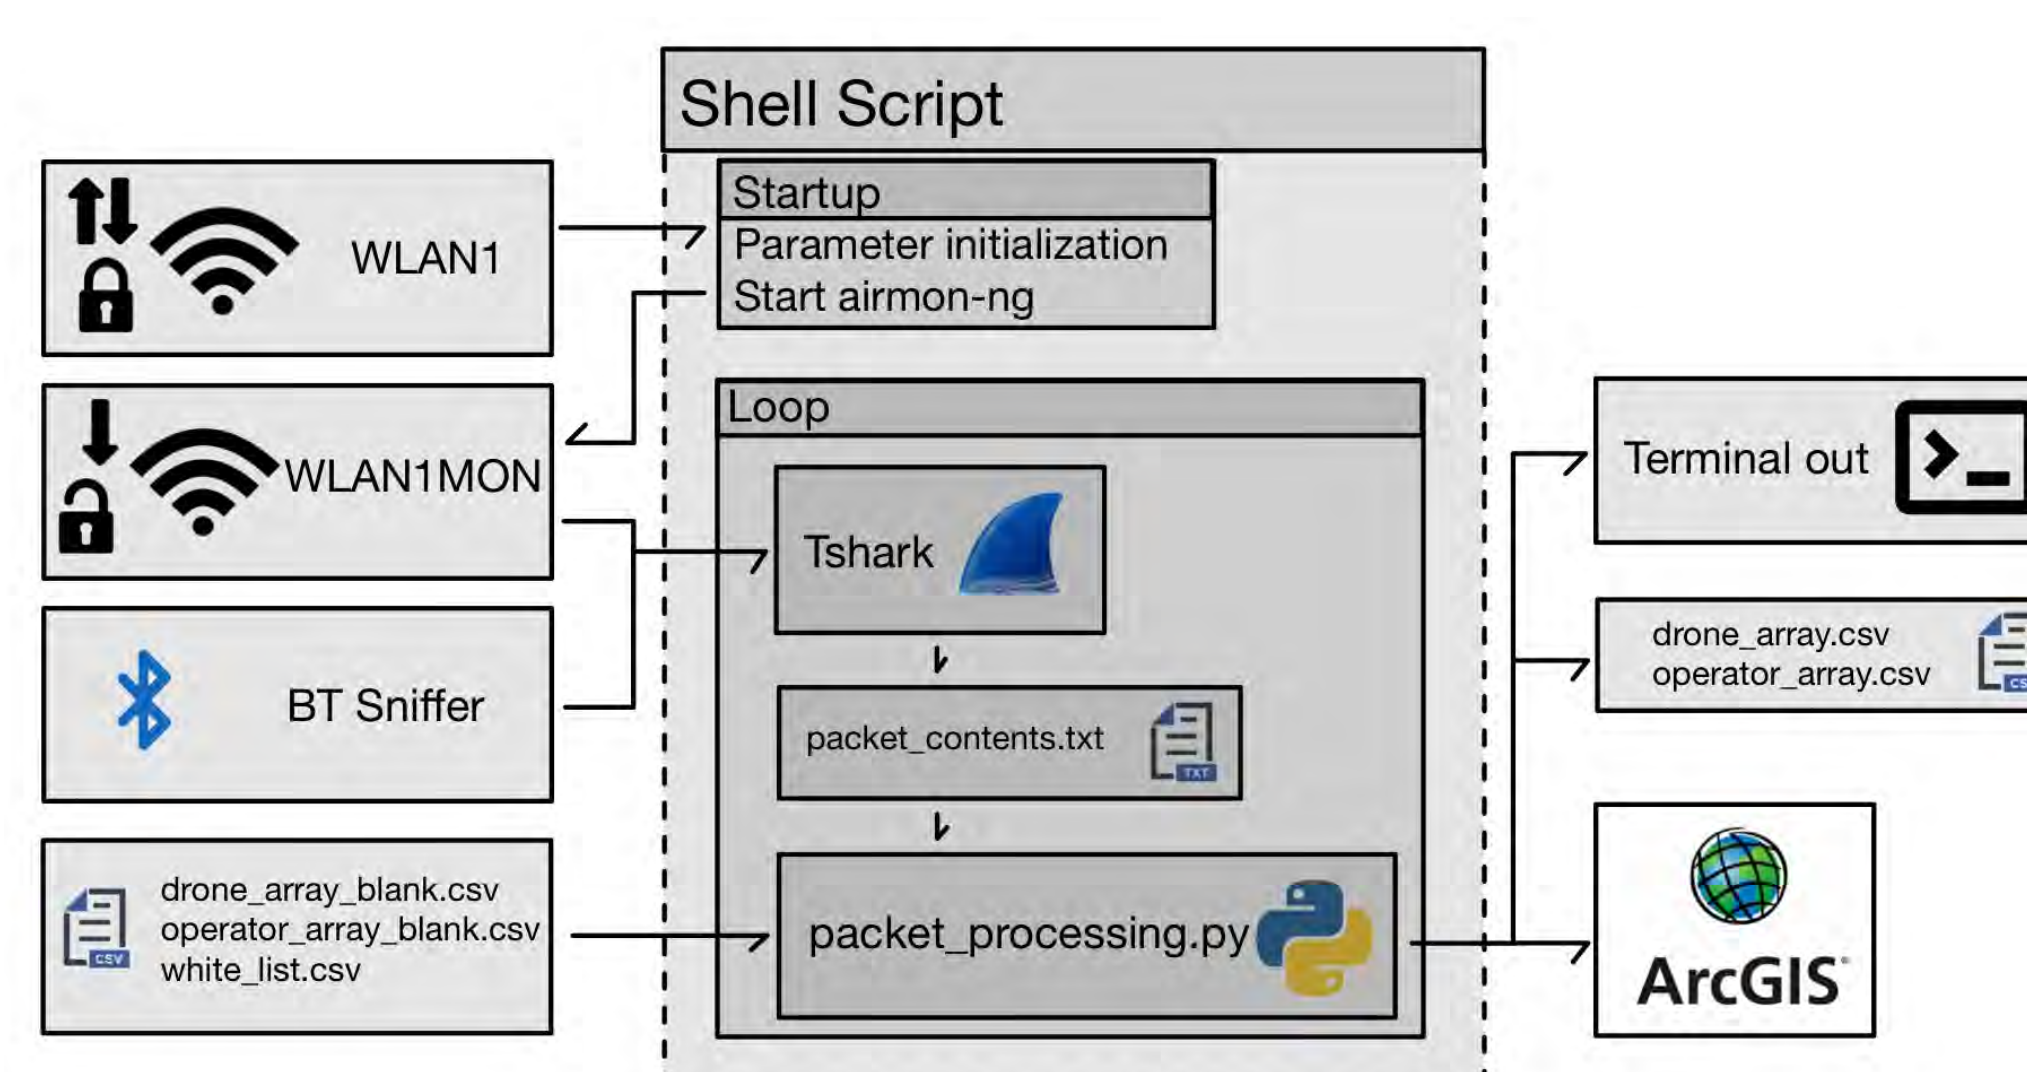 Shell Script
WLAN1
Startup
Parameter initialization
Start airmon-ng
WLAN1MON
BT Sniffer
CSV
drone_array_blank.csv
operator_array_blank.csv
white_list.csv
Loop
Tshark
packet_contents.txt
TXT
packet_processing.py
Terminal out
>_
drone_array.csv
operator_array.csv
CS
ArcGIS